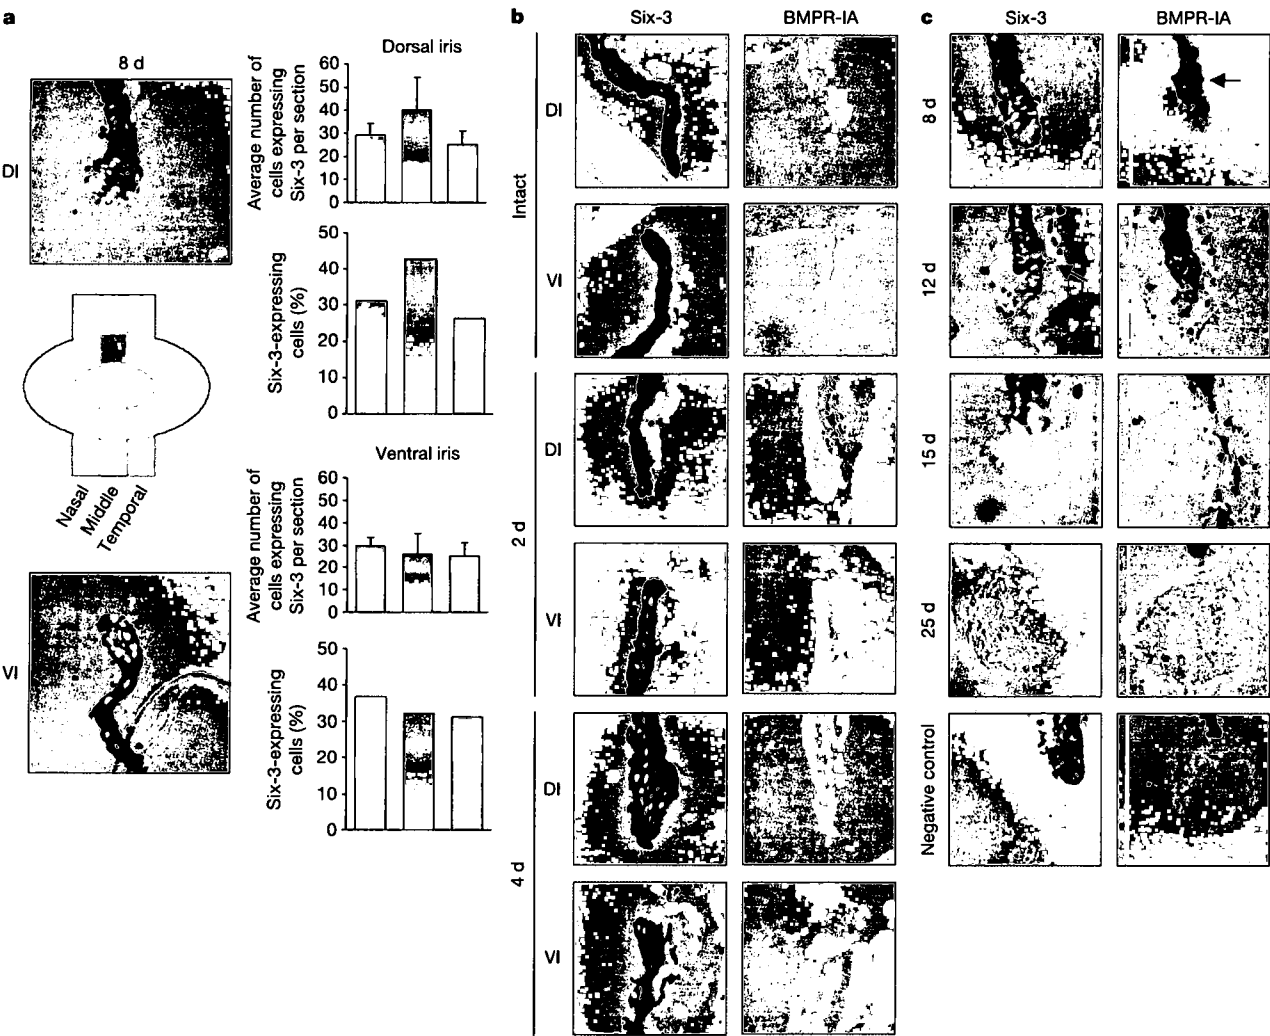 a
8 d
DI
Nasal
Middle
Temporal
VI
Dorsal iris
Average number of
cells expressing
Six-3 per section
60
50
40
30
20
10
0
Six-3-expressing
cells (%)
50
40
30
20
10
0
Ventral iris
Average number of
cells expressing
Six-3 per section
60
50
40
30
20
10
0
Six-3-expressing
cells (%)
50
40
30
20
10
0
b
Six-3
BMPR-IA
Intact
DI
VI
2 d
DI
VI
4 d
DI
VI
c
Six-3
BMPR-IA
8 d
12 d
15 d
25 d
Negative control